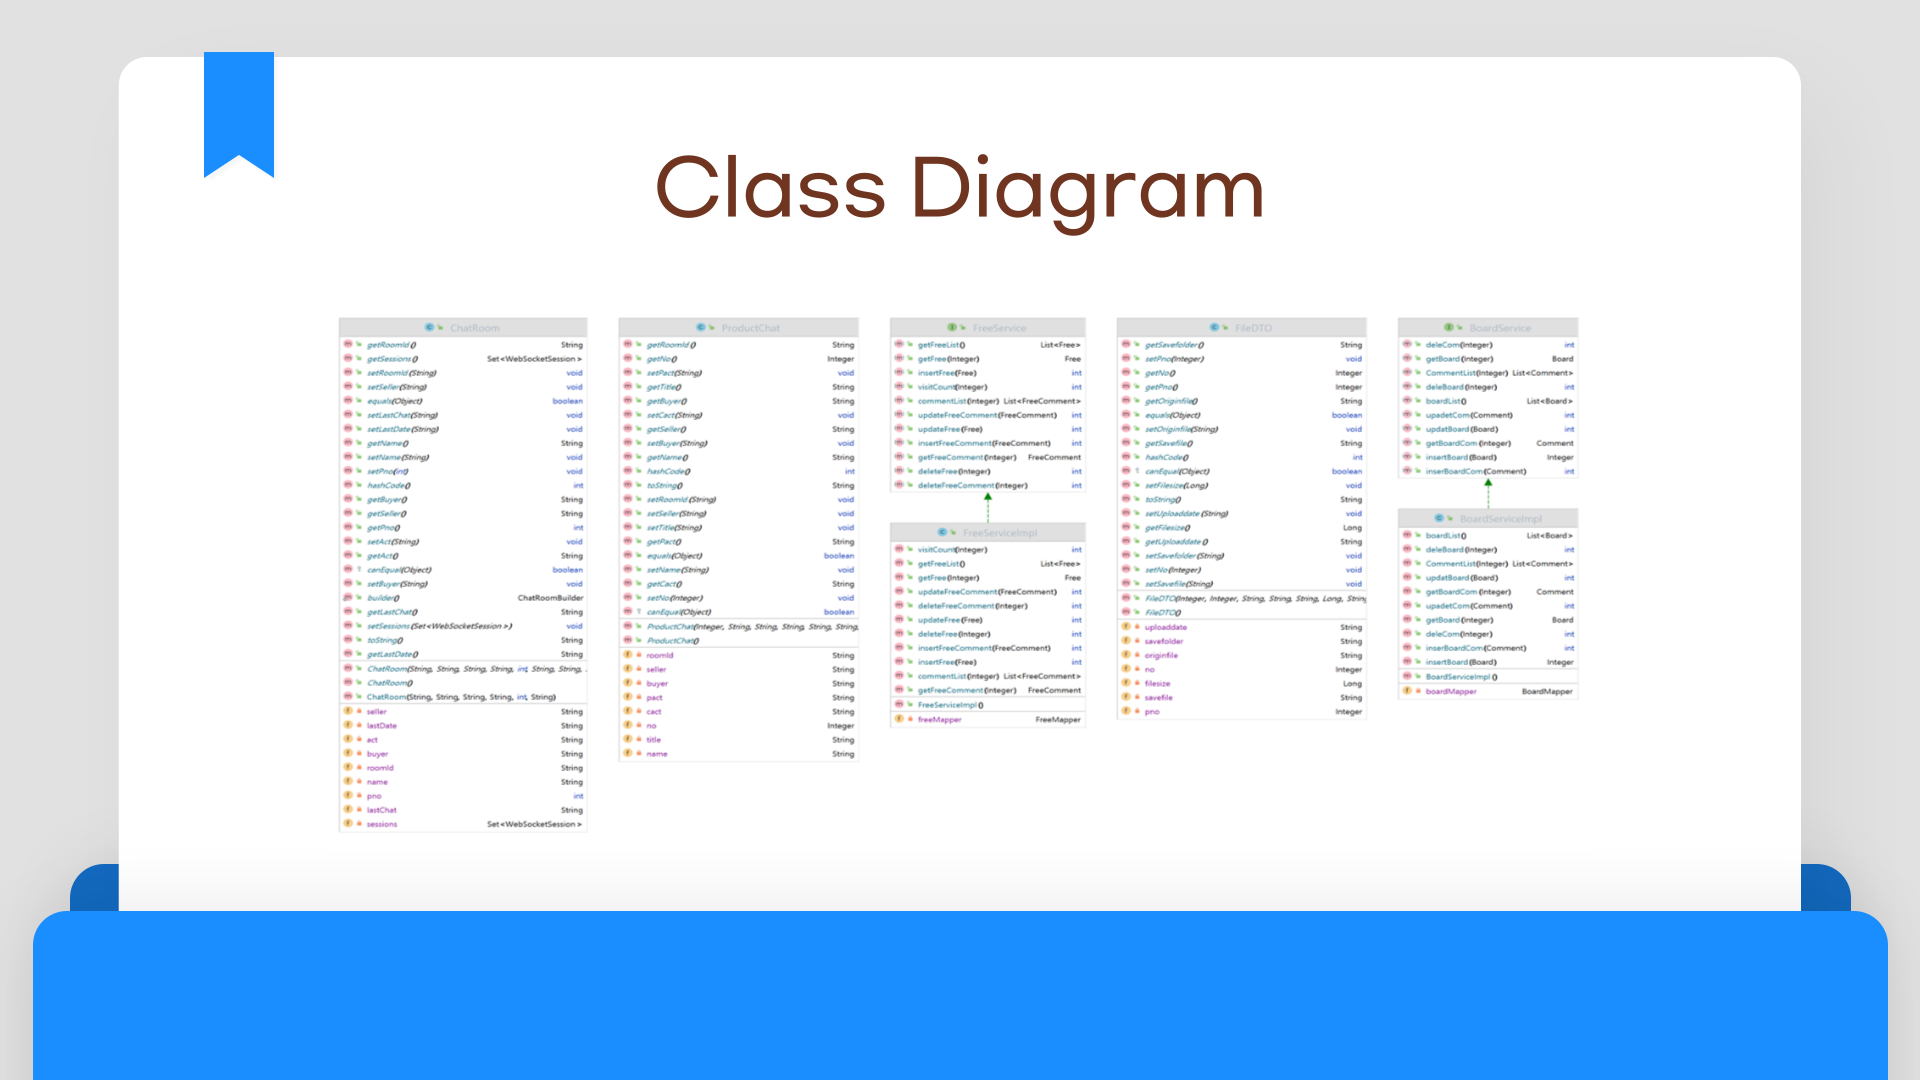 Class Diagram
ChatRoom
getRoomId() String
getSessions() Set<WebSocketSession>
setRoomId(String) void
setSeller(String) void
equals(Object) boolean
setLastChat(String) void
setLastDate(String) void
getName() String
setName(String) void
setPno(int) void
hashCode() int
getBuyer() String
getSeller() String
getPno() int
setAct(String) void
getAct() String
canEqual(Object) boolean
setBuyer(String) void
builder() ChatRoomBuilder
getLastChat() String
setSessions(Set<WebSocketSession>) void
toString() String
getLastDate() String
ChatRoom(String, String, String, String, int, String, String,
ChatRoom()
ChatRoom(String, String, String, String, int, String)
seller String
lastDate String
act String
buyer String
roomId String
name String
pno int
lastChat String
sessions Set<WebSocketSession>
ProductChat
getRoomId() String
getNo() Integer
setPact(String) void
getTitle() String
getBuyer() String
setCact(String) void
getSeller() String
setBuyer(String) void
getName() String
hashCode() int
toString() String
setRoomId(String) void
setSeller(String) void
setTitle(String) void
getPact() String
equals(Object) boolean
setName(String) void
getCact() String
setNo(Integer) void
canEqual(Object) boolean
ProductChat(Integer, String, String, String, String, String,
ProductChat()
roomId String
seller String
buyer String
pact String
cact String
no Integer
title String
name String
FreeService
getFreeList() List<Free>
getFree(Integer) Free
insertFree(Free) int
visitCount(Integer) int
commentList(Integer) List<FreeComment>
updateFreeComment(FreeComment) int
updateFree(Free) int
insertFreeComment(FreeComment) int
getFreeComment(Integer) FreeComment
deleteFree(Integer) int
deleteFreeComment(Integer) int
FreeServiceImpl
visitCount(Integer) int
getFreeList() List<Free>
getFree(Integer) Free
updateFreeComment(FreeComment) int
deleteFreeComment(Integer) int
updateFree(Free) int
deleteFree(Integer) int
insertFreeComment(FreeComment) int
insertFree(Free) int
commentList(Integer) List<FreeComment>
getFreeComment(Integer) FreeComment
FreeServiceImpl()
freeMapper FreeMapper
FileDTO
getSavefolder() String
setPno(Integer) void
getNo() Integer
getPno() Integer
getOriginfile() String
equals(Object) boolean
setOriginfile(String) void
getSavefile() String
hashCode() int
canEqual(Object) boolean
setFilesize(Long) void
toString() String
setUploaddate(String) void
getFilesize() Long
getUploaddate() String
setSavefolder(String) void
setNo(Integer) void
setSavefile(String) void
FileDTO(Integer, Integer, String, String, String, Long, String
FileDTO()
uploaddate String
savefolder String
originfile String
no Integer
filesize Long
savefile String
pno Integer
BoardService
deleCom(Integer) int
getBoard(Integer) Board
CommentList(Integer) List<Comment>
deleBoard(Integer) int
boardList() List<Board>
upadetCom(Comment) int
updatBoard(Board) int
getBoardCom(Integer) Comment
insertBoard(Board) Integer
inserBoardCom(Comment) int
BoardServiceImpl
boardList() List<Board>
deleBoard(Integer) int
CommentList(Integer) List<Comment>
updatBoard(Board) int
getBoardCom(Integer) Comment
upadetCom(Comment) int
getBoard(Integer) Board
deleCom(Integer) int
inserBoardCom(Comment) int
insertBoard(Board) Integer
BoardServiceImpl()
boardMapper BoardMapper